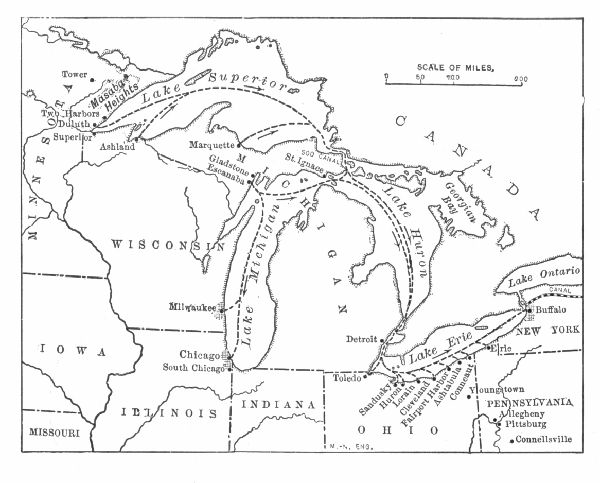 SCALE OF MILES.
0 50 100 200
Tower
Masaba
Heights
Lake Superior
Two Harbors
Duluth
Superior
Ashland
Marquette
SOO CANAL
St. Ignace
Gladstone
Escanaba
MINNESOTA
CANADA
MICHIGAN
Georgian
Bay
Lake Huron
WISCONSIN
Lake Michigan
Lake Ontario
CANAL
Buffalo
NEW YORK
Milwaukee
Detroit
Lake Erie
Erie
IOWA
Chicago
South Chicago
Toledo
Sandusky
Huron
Lorain
Cleveland
Fairport Harbor
Ashtabula
Conneaut
Youngstown
PENNSYLVANIA
Allegheny
Pittsburg
Connellsville
ILLINOIS
INDIANA
OHIO
MISSOURI
M.-N. ENG.